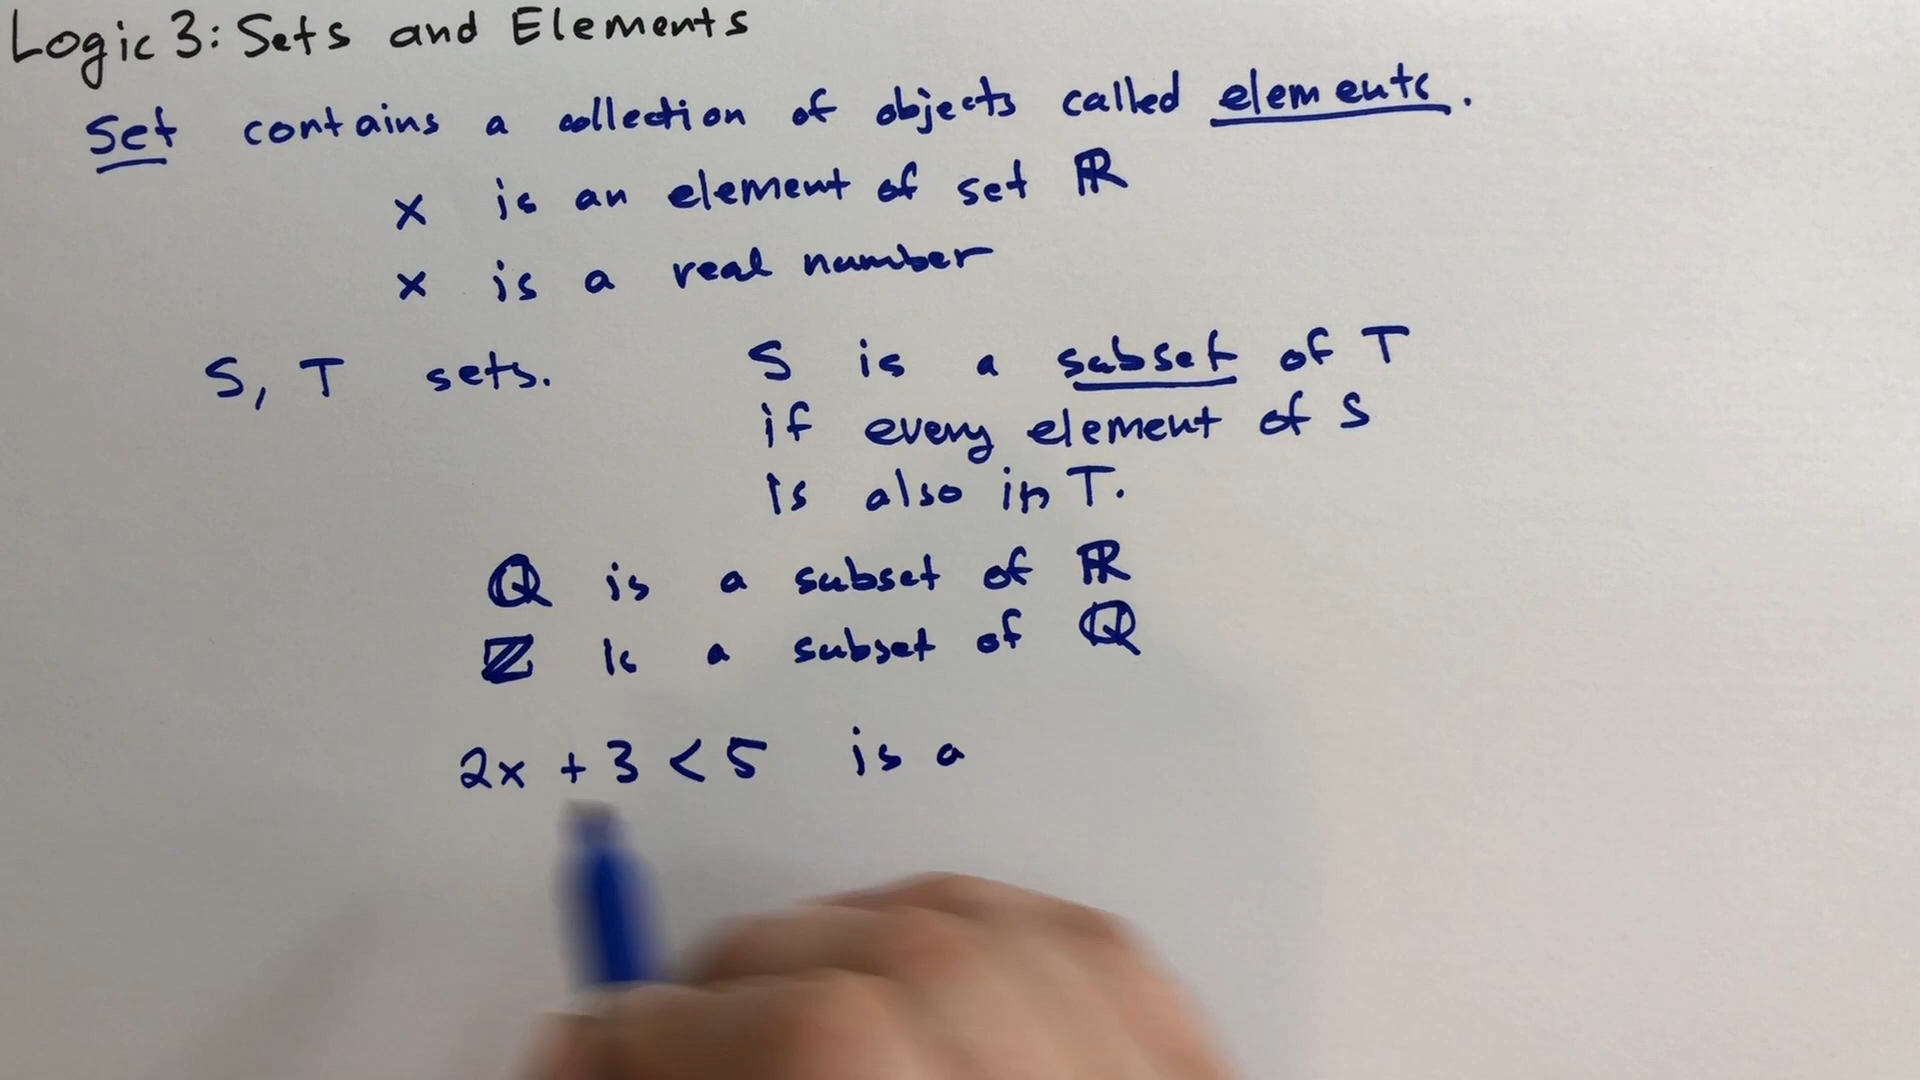 Logic 3: Sets and Elements
Set contains a collection of objects called elements.
x is an element of set ℝ
x is a real number
S, T sets.
S is a subset of T
if every element of S
is also in T.
ℚ is a subset of ℝ
ℤ is a subset of ℚ
2x + 3 < 5 is a